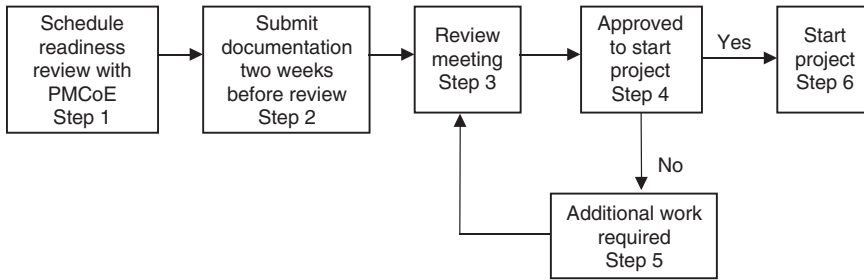 Schedule
readiness
review with
PMCoE
Step 1
Submit
documentation
two weeks
before review
Step 2
Review
meeting
Step 3
Approved
to start
project
Step 4
Yes
Start
project
Step 6
No
Additional work
required
Step 5